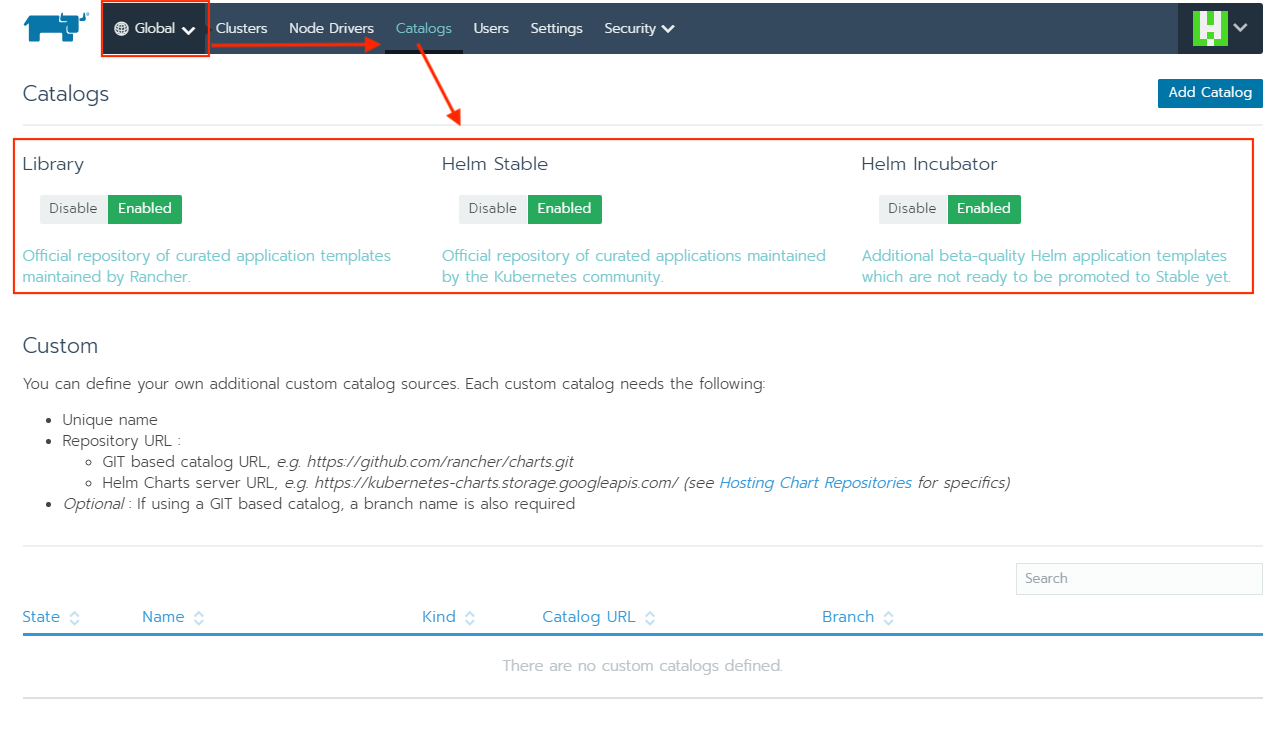 Global Clusters Node Drivers Catalogs Users Settings Security
Catalogs
Add Catalog
Library Helm Stable Helm Incubator
Disable Enabled Disable Enabled Disable Enabled
Official repository of curated application templates Official repository of curated applications maintained Additional beta-quality Helm application templates
maintained by Rancher. by the Kubernetes community. which are not ready to be promoted to Stable yet.
Custom
You can define your own additional custom catalog sources. Each custom catalog needs the following:
• Unique name
• Repository URL :
◦ GIT based catalog URL, e.g. https://github.com/rancher/charts.git
◦ Helm Charts server URL, e.g. https://kubernetes-charts.storage.googleapis.com/ (see Hosting Chart Repositories for specifics)
• Optional : If using a GIT based catalog, a branch name is also required
Search
State Name Kind Catalog URL Branch
There are no custom catalogs defined.